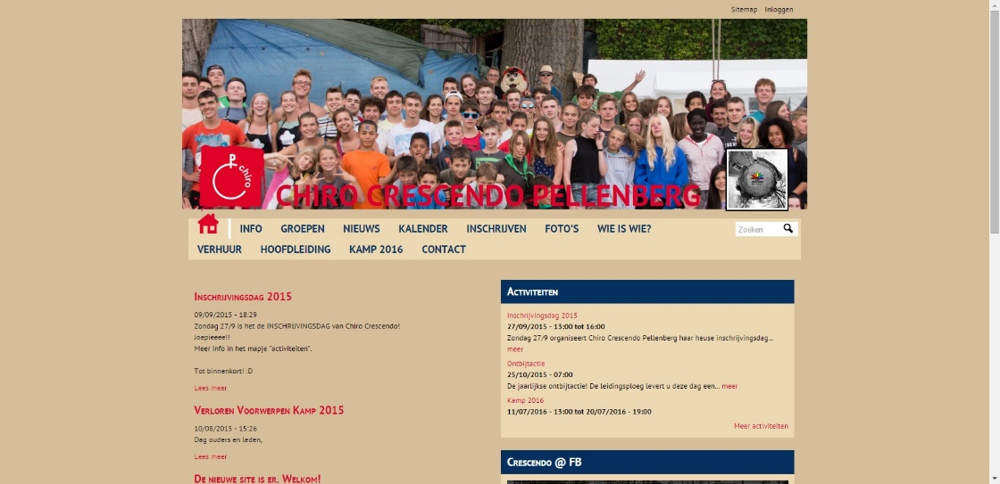 Sitemap Inloggen
P
chiro
CHIRO CRESCENDO PELLENBERG
INFO GROEPEN NIEUWS KALENDER INSCHRIJVEN FOTO'S WIE IS WIE?
Zoeken
VERHUUR HOOFDLEIDING KAMP 2016 CONTACT
Inschrijvingsdag 2015
09/09/2015 - 18:29
Zondag 27/9 is het de INSCHRIJVINGSDAG van Chiro Crescendo!
Joepieeee!!
Meer info in het mapje "activiteiten".
Tot binnenkort! :D
Lees meer
Verloren Voorwerpen Kamp 2015
10/08/2015 - 15:26
Dag ouders en leden,
Lees meer
De nieuwe site is er. Welkom!
Activiteiten
Inschrijvingsdag 2015
27/09/2015 - 13:00 tot 16:00
Zondag 27/9 organiseert Chiro Crescendo Pellenberg haar heuse inschrijvingsdag...
meer
Ontbijtactie
25/10/2015 - 07:00
De jaarlijkse ontbijtactie! De leidingsploeg levert u deze dag een... meer
Kamp 2016
11/07/2016 - 13:00 tot 20/07/2016 - 19:00
Meer activiteiten
Crescendo @ FB